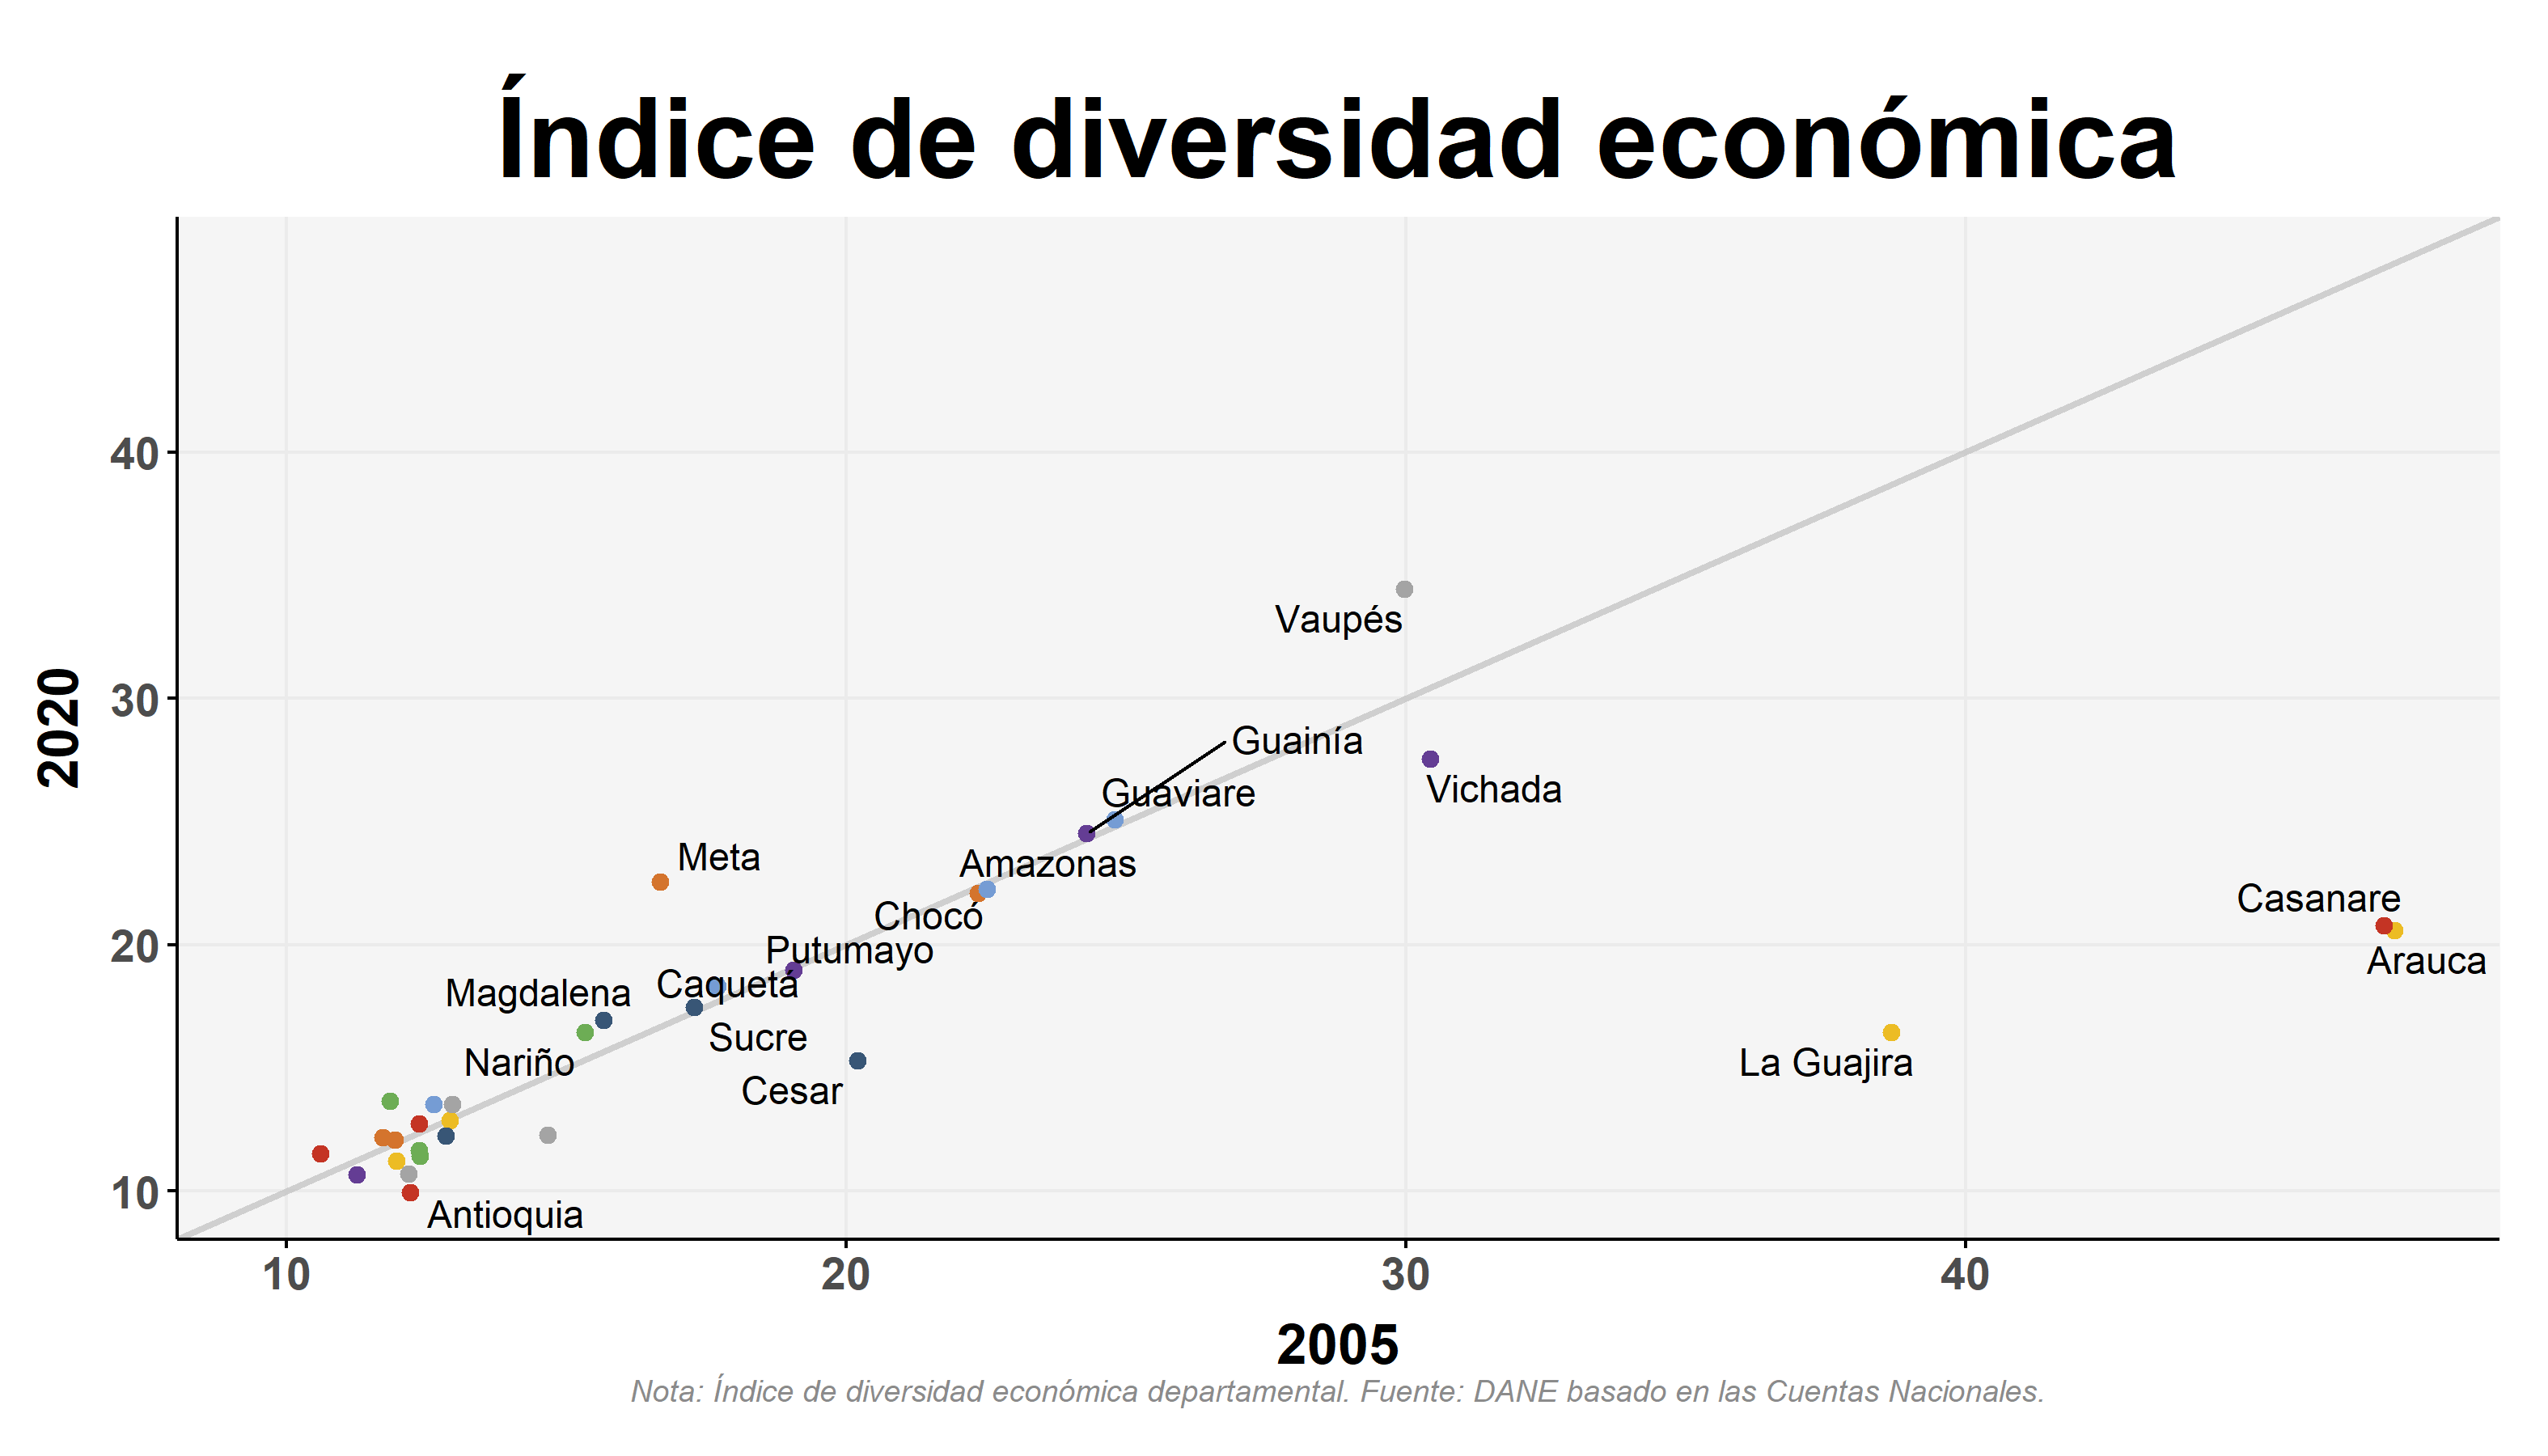 Índice de diversidad económica
2020
40
30
20
10
Vaupés
Guainía
Guaviare
Vichada
Meta
Amazonas
Casanare
Chocó
Putumayo
Arauca
Caquetá
Magdalena
Sucre
Nariño
La Guajira
Cesar
Antioquia
10
20
30
40
2005
Nota: Índice de diversidad económica departamental. Fuente: DANE basado en las Cuentas Nacionales.